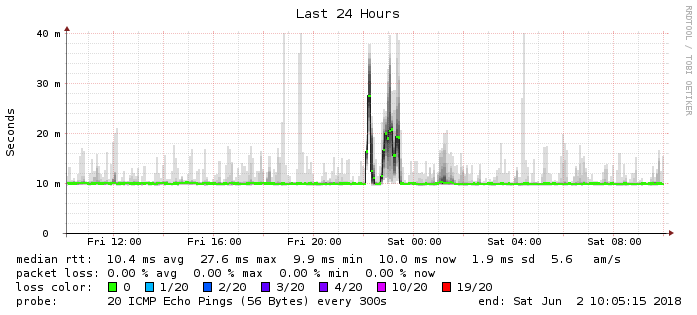 Last 24 Hours
RRDTOOL / TOBI OETIKER
Seconds
40 m
30 m
20 m
10 m
0
Fri 12:00 Fri 16:00 Fri 20:00 Sat 00:00 Sat 04:00 Sat 08:00
median rtt: 10.4 ms avg 27.6 ms max 9.9 ms min 10.0 ms now 1.9 ms sd 5.6 am/s
packet loss: 0.00 % avg 0.00 % max 0.00 % min 0.00 % now
loss color: 0 1/20 2/20 3/20 4/20 10/20 19/20
probe: 20 ICMP Echo Pings (56 Bytes) every 300s end: Sat Jun 2 10:05:15 2018